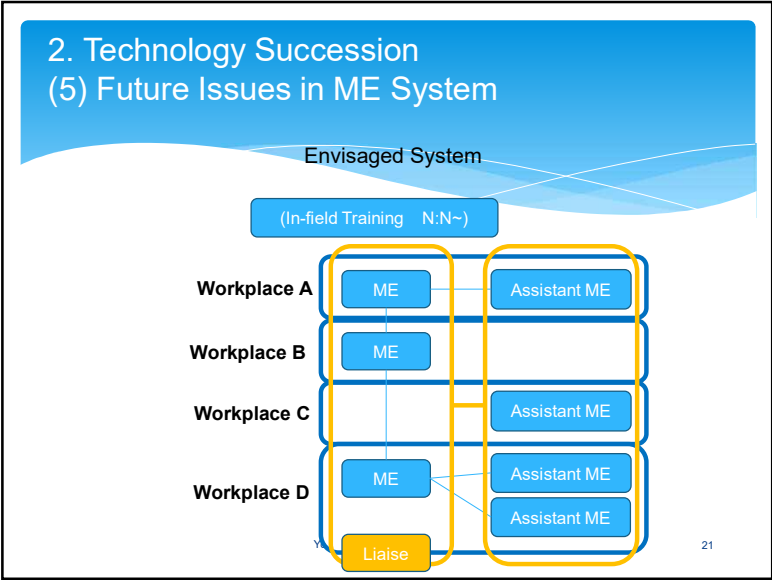 2. Technology Succession
(5) Future Issues in ME System
Envisaged System
(In-field Training N:N~)
Workplace A
ME
Assistant ME
Workplace B
ME
Workplace C
Assistant ME
Workplace D
ME
Assistant ME
Assistant ME
Liaise
21